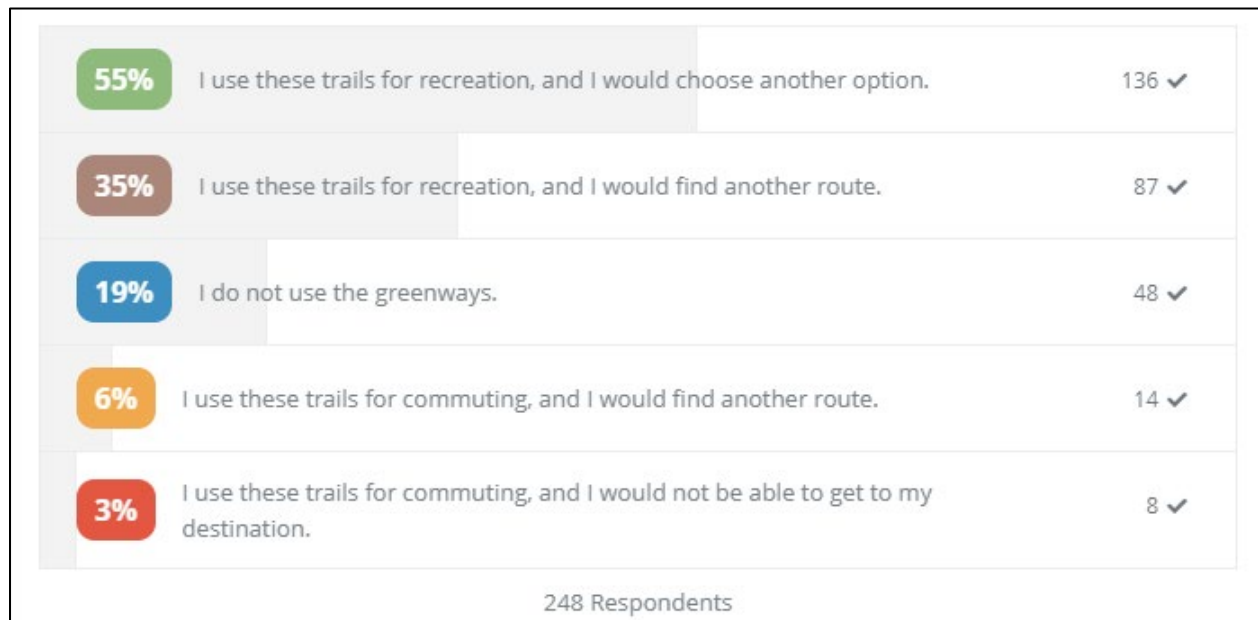 55% I use these trails for recreation, and I would choose another option. 136 ✔
35% I use these trails for recreation, and I would find another route. 87 ✔
19% I do not use the greenways. 48 ✔
6% I use these trails for commuting, and I would find another route. 14 ✔
3% I use these trails for commuting, and I would not be able to get to my
destination. 8 ✔
248 Respondents